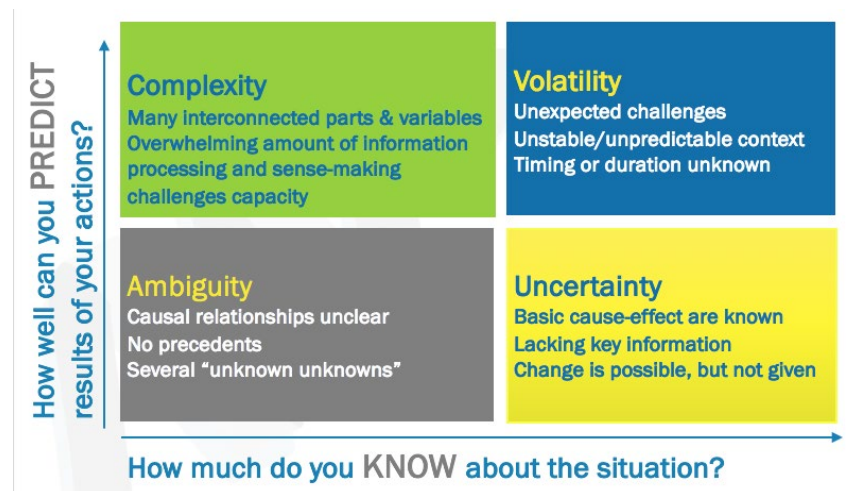 How well can you PREDICT
results of your actions?
Complexity
Many interconnected parts & variables
Overwhelming amount of information
processing and sense-making
challenges capacity
Volatility
Unexpected challenges
Unstable/unpredictable context
Timing or duration unknown
Ambiguity
Causal relationships unclear
No precedents
Several “unknown unknowns”
Uncertainty
Basic cause-effect are known
Lacking key information
Change is possible, but not given
How much do you KNOW about the situation?